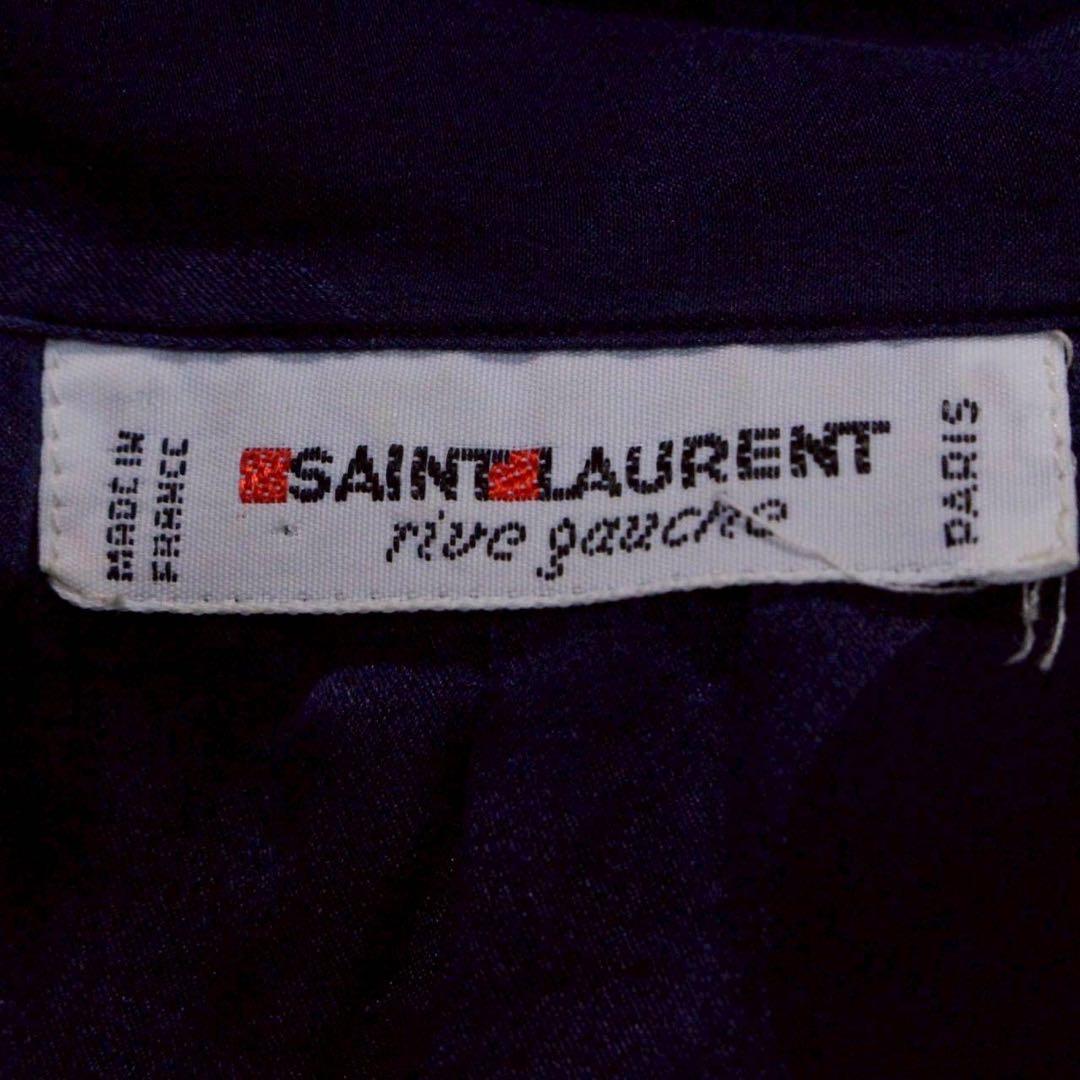 MADE IN
FRANCE
SAINT LAURENT
rive gauche
PARIS